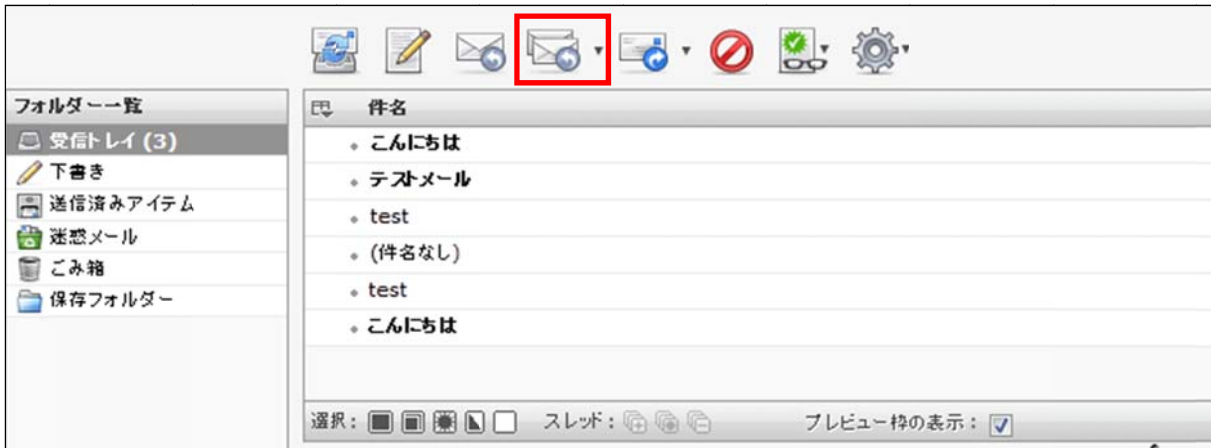 フォルダー一覧
件名
受信トレイ (3)
こんにちは
下書き
テストメール
送信済みアイテム
test
迷惑メール
(件名なし)
ごみ箱
test
保存フォルダー
こんにちは
選択： スレッド： プレビュー枠の表示：